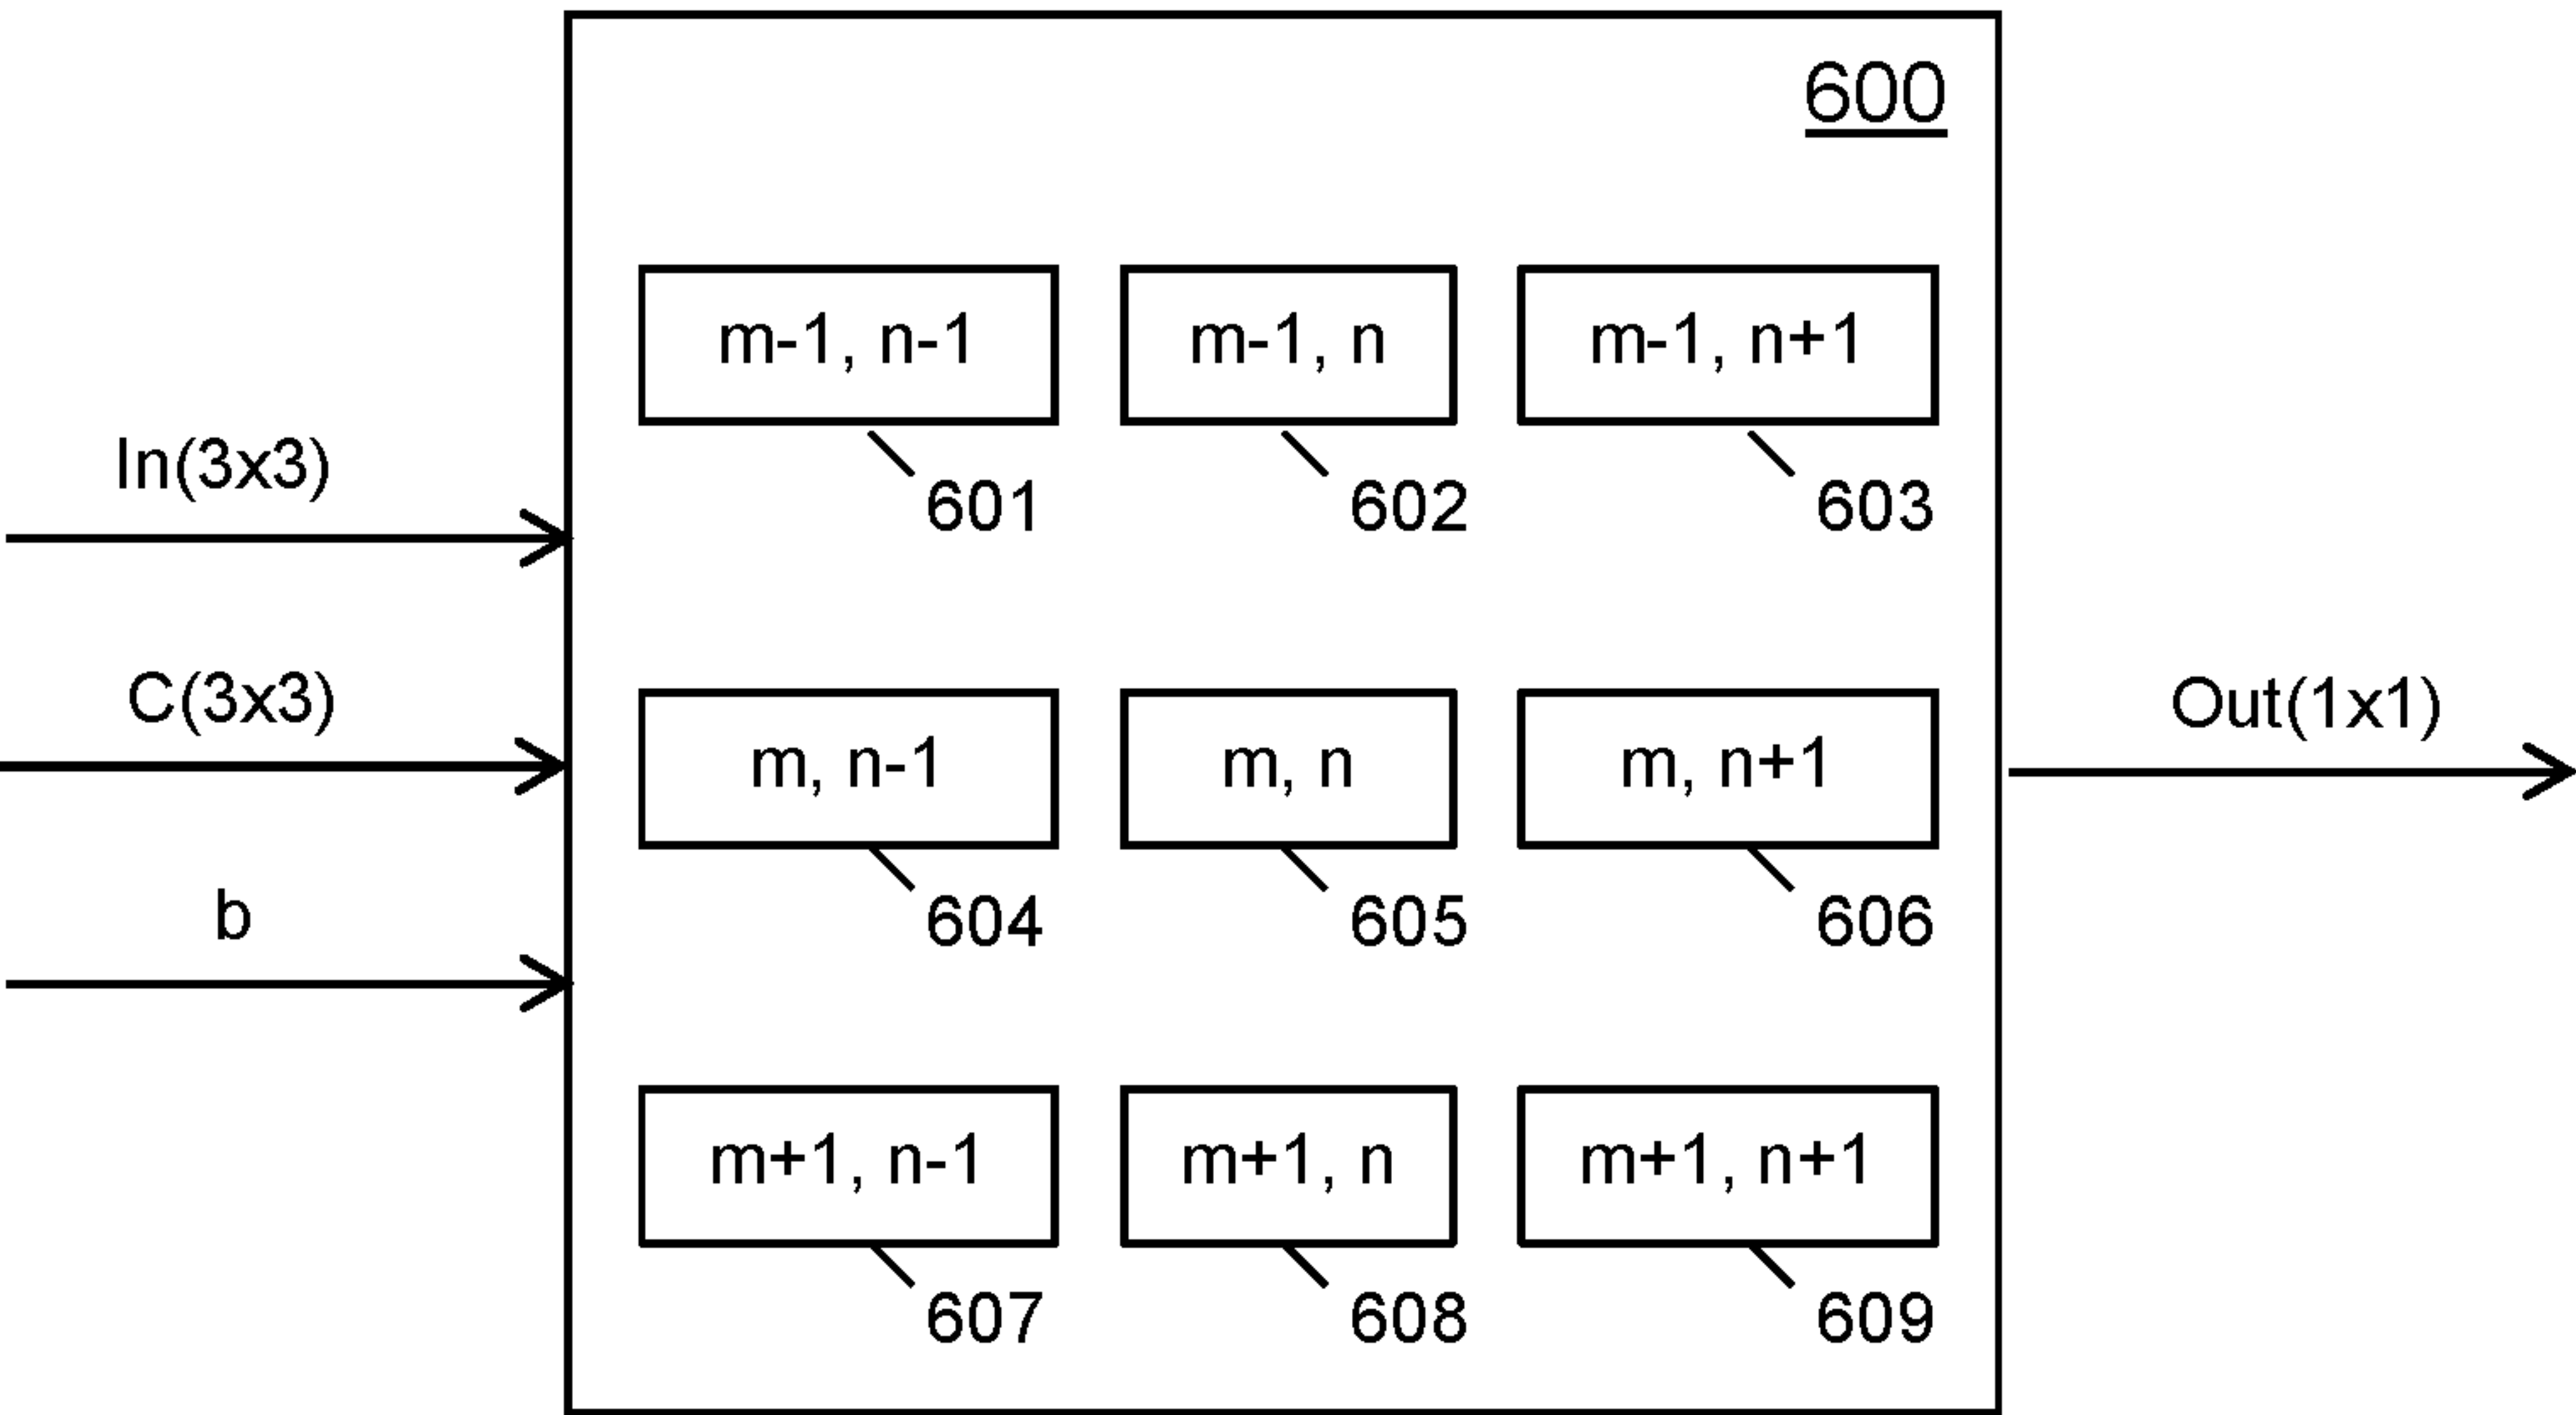 600
m-1, n-1 m-1, n m-1, n+1
In(3x3)
601 602 603
C(3x3)
m, n-1 m, n m, n+1
Out(1x1)
b
604 605 606
m+1, n-1 m+1, n m+1, n+1
607 608 609